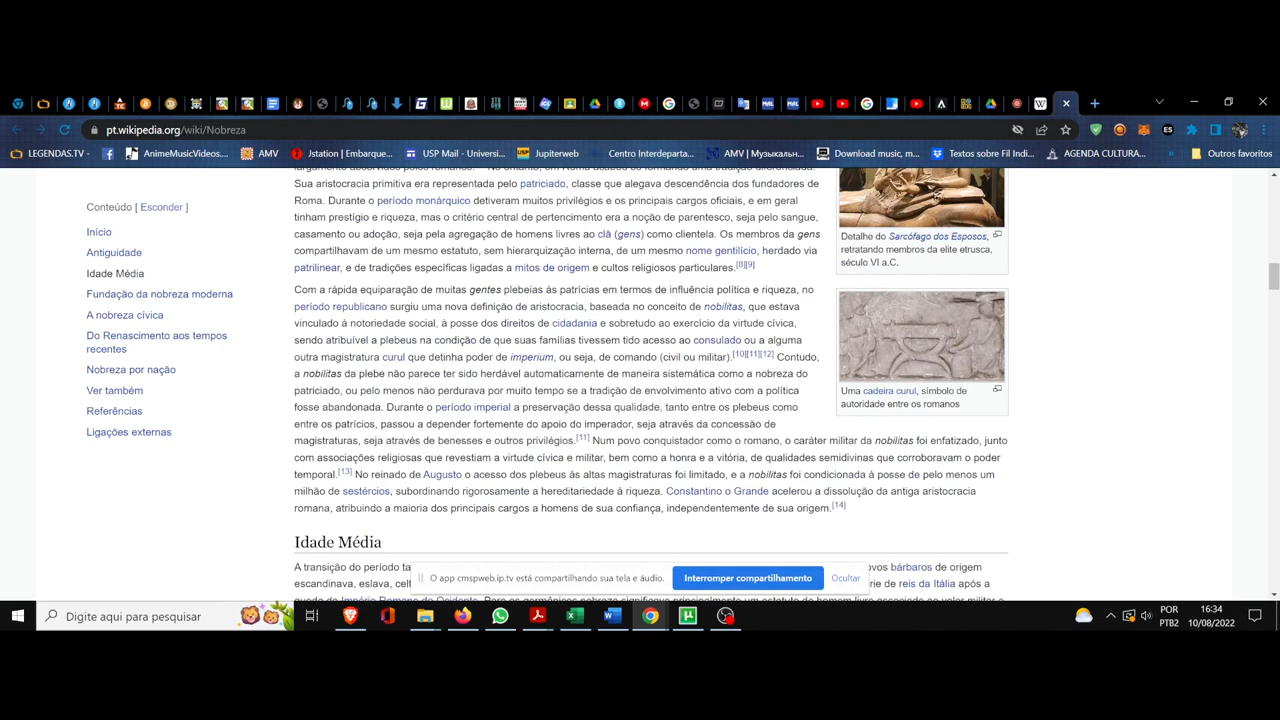 pt.wikipedia.org/wiki/Nobreza
LEGENDAS.TV -
AnimeMusicVideos...
AMV
Jstation | Embarque...
USP Mail - Universi...
Jupiterweb
Centro Interdeparta...
AMV | Музыкальн...
Download music, m...
Textos sobre Fil Indi...
AGENDA CULTURA...
»
Outros favoritos
Conteúdo [ Esconder ]
Início
Antiguidade
Idade Média
Fundação da nobreza moderna
A nobreza cívica
Do Renascimento aos tempos
recentes
Nobreza por nação
Ver também
Referências
Ligações externas
Sua aristocracia primitiva era representada pelo patriciado, classe que alegava descendência dos fundadores de
Roma. Durante o período monárquico detiveram muitos privilégios e os principais cargos oficiais, e em geral
tinham prestígio e riqueza, mas o critério central de pertencimento era a noção de parentesco, seja pelo sangue,
casamento ou adoção, seja pela agregação de homens livres ao clã (gens) como clientela. Os membros da gens
compartilhavam de um mesmo estatuto, sem hierarquização interna, de um mesmo nome gentilício, herdado via
patrilinear, e de tradições específicas ligadas a mitos de origem e cultos religiosos particulares.[8][9]
Com a rápida equiparação de muitas gentes plebeias às patrícias em termos de influência política e riqueza, no
período republicano surgiu uma nova definição de aristocracia, baseada no conceito de nobilitas, que estava
vinculado à notoriedade social, à posse dos direitos de cidadania e sobretudo ao exercício da virtude cívica,
sendo atribuível a plebeus na condição de que suas famílias tivessem tido acesso ao consulado ou a alguma
outra magistratura curul que detinha poder de imperium, ou seja, de comando (civil ou militar).[10][11][12] Contudo,
a nobilitas da plebe não parece ter sido herdável automaticamente de maneira sistemática como a nobreza do
patriciado, ou pelo menos não perdurava por muito tempo se a tradição de envolvimento ativo com a política
fosse abandonada. Durante o período imperial a preservação dessa qualidade, tanto entre os plebeus como
entre os patrícios, passou a depender fortemente do apoio do imperador, seja através da concessão de
magistraturas, seja através de benesses e outros privilégios.[11] Num povo conquistador como o romano, o caráter militar da nobilitas foi enfatizado, junto
com associações religiosas que revestiam a virtude cívica e militar, bem como a honra e a vitória, de qualidades semidivinas que corroboravam o poder
temporal.[13] No reinado de Augusto o acesso dos plebeus às altas magistraturas foi limitado, e a nobilitas foi condicionada à posse de pelo menos um
milhão de sestércios, subordinando rigorosamente a hereditariedade à riqueza. Constantino o Grande acelerou a dissolução da antiga aristocracia
romana, atribuindo a maioria dos principais cargos a homens de sua confiança, independentemente de sua origem.[14]
Detalhe do Sarcófago dos Esposos,
retratando membros da elite etrusca,
século VI a.C.
Uma cadeira curul, símbolo de
autoridade entre os romanos
Idade Média
A transição do período ta
ovos bárbaros de origem
escandinava, eslava, celt
rie de reis da Itália após a
O app cmspweb.ip.tv está compartilhando sua tela e áudio.
Interromper compartilhamento
Ocultar
Digite aqui para pesquisar
POR
PTB2
16:34
10/08/2022